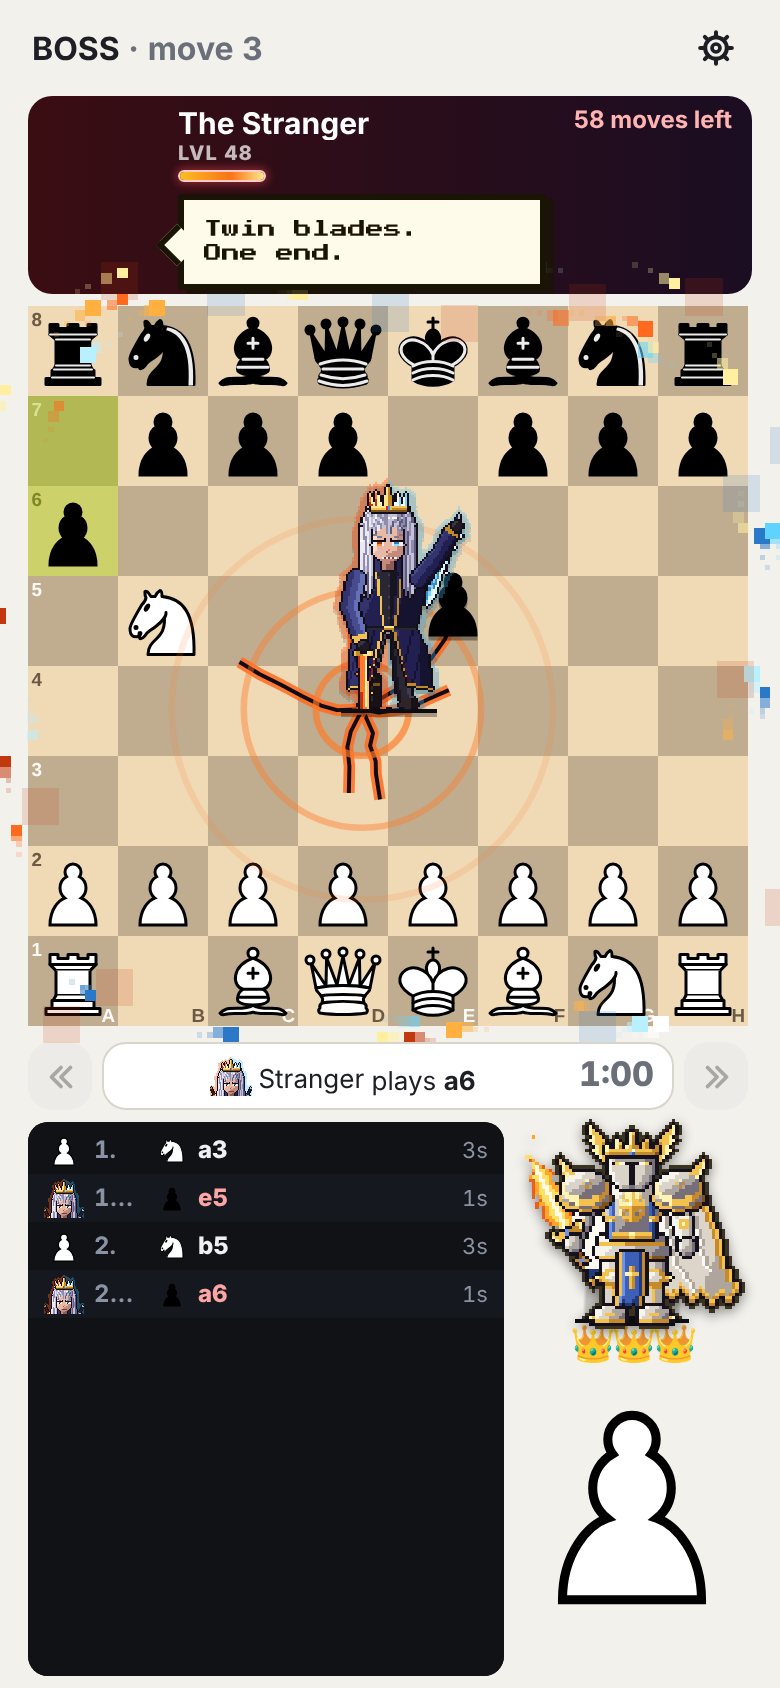 BOSS · move 3
The Stranger
58 moves left
LVL 48
Twin blades.
One end.
8
7
6
5
4
3
2
1
A B C D E F G H
Stranger plays a6
1:00
1. a3 3s
1... e5 1s
2. b5 3s
2... a6 1s